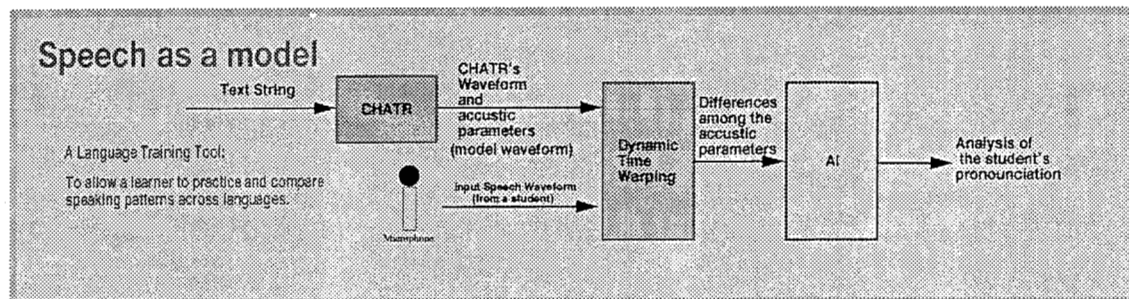 Speech as a model
Text String
CHATR
CHATR's
Waveform
and
accustic
parameters
(model waveform)
Dynamic
Time
Warping
Differences
among the
accustic
parameters
AI
Analysis of
the student's
pronounciation
A Language Training Tool:
To allow a learner to practice and compare
speaking patterns across languages.
Input Speech Waveform
(from a student)
Microphone